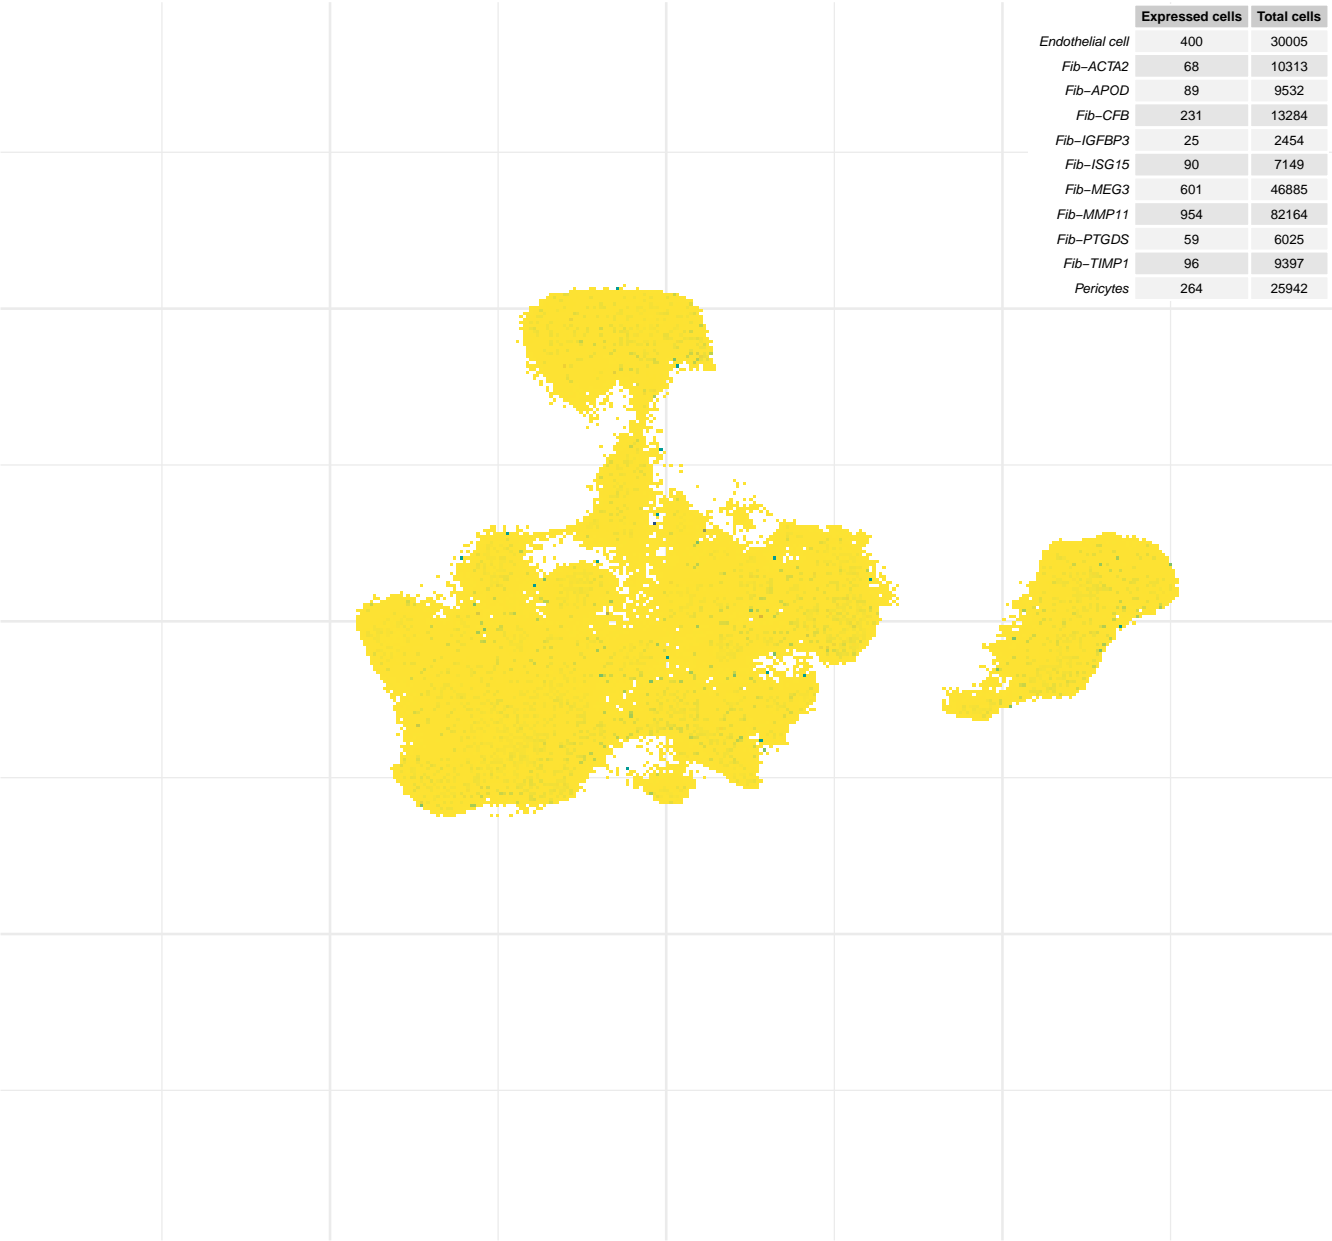 Expressed cells Total cells
Endothelial cell 400 30005
Fib−ACTA2 68 10313
Fib−APOD 89 9532
Fib−CFB 231 13284
Fib−IGFBP3 25 2454
Fib−ISG15 90 7149
Fib−MEG3 601 46885
Fib−MMP11 954 82164
Fib−PTGDS 59 6025
Fib−TIMP1 96 9397
Pericytes 264 25942